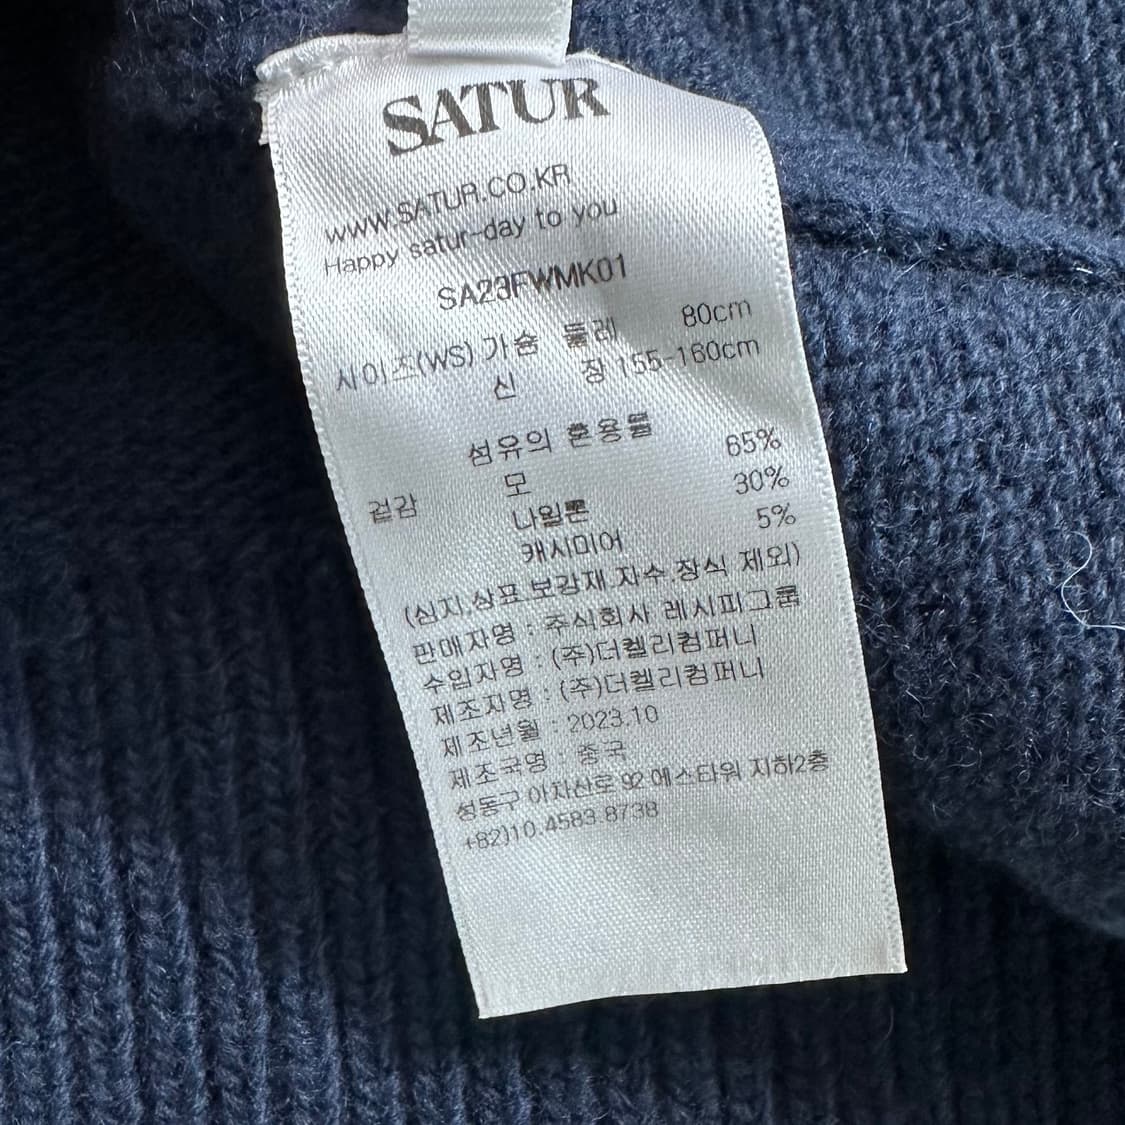 SATUR
WWW.SATUR.CO.KR
Happy satur-day to you
SA23FWMK01
사이즈(WS) 가슴 둘레 80cm
신 장 155-160cm
섬유의 혼용률
겉감 모 65%
나일론 30%
캐시미어 5%
(심지,상표,보강재,자수,장식 제외)
판매자명 : 주식회사 레시피그룹
수입자명 : (주)더켈리컴퍼니
제조자명 : (주)더켈리컴퍼니
제조년월 : 2023.10
제조국명 : 중국
성동구 아차산로 92 에스타워 지하2층
+82)10.4583.8738